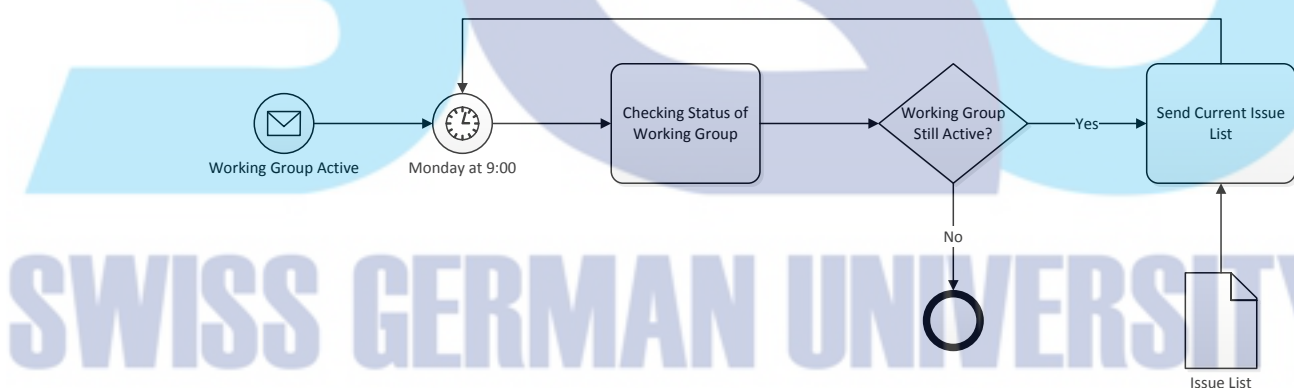 Working Group Active
Monday at 9:00
Checking Status of
Working Group
Working Group
Still Active?
Yes
Send Current Issue
List
No
Issue List
SWISS GERMAN UNIVERSITY